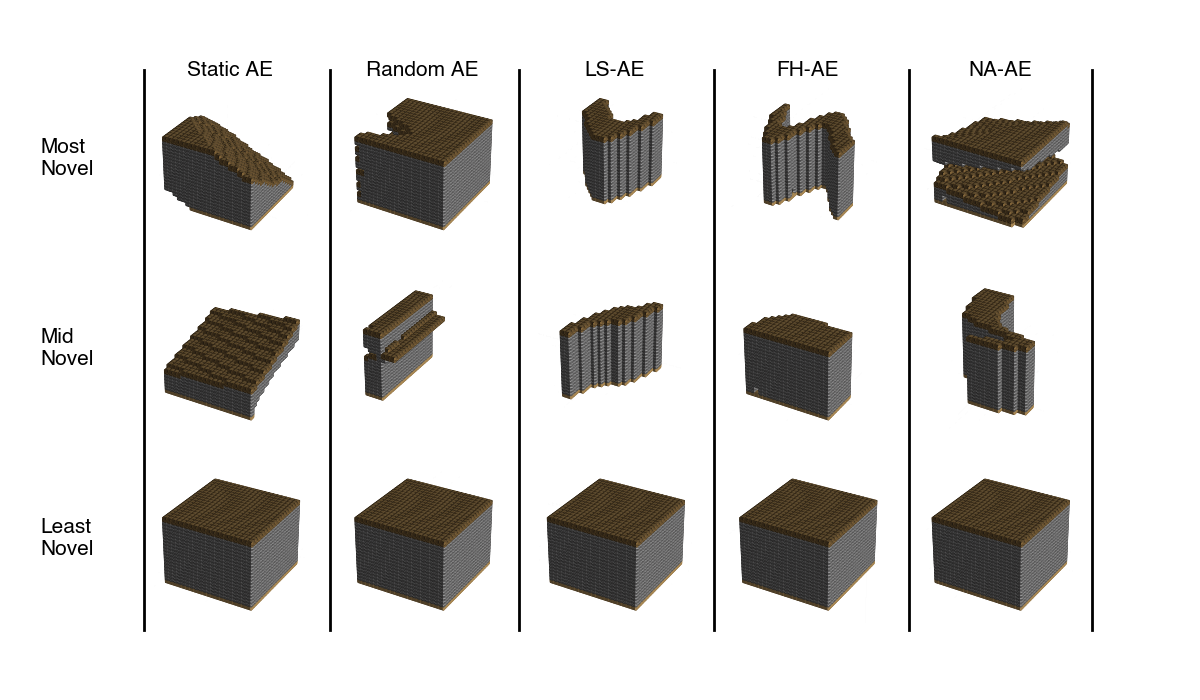 Static AE
Random AE
LS-AE
FH-AE
NA-AE
Most
Novel
Mid
Novel
Least
Novel